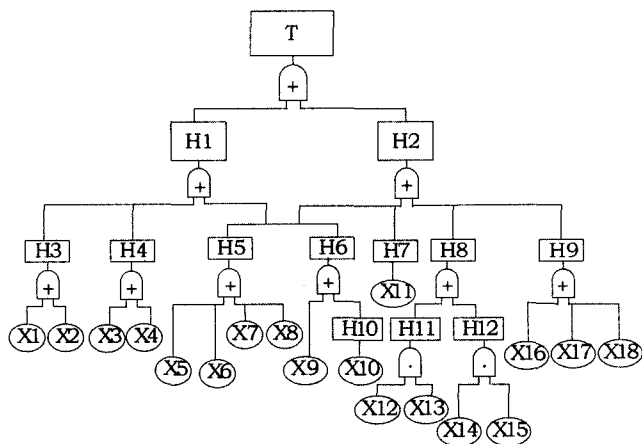 T
+
H1 H2
+ +
H3 H4 H5 H6 H7 H8 H9
+ + + + X11 + +
X1 X2 X3 X4 X7 X8 H10 H11 H12 X16 X17 X18
X5 X6 X9 X10 . .
X12 X13
X14 X15